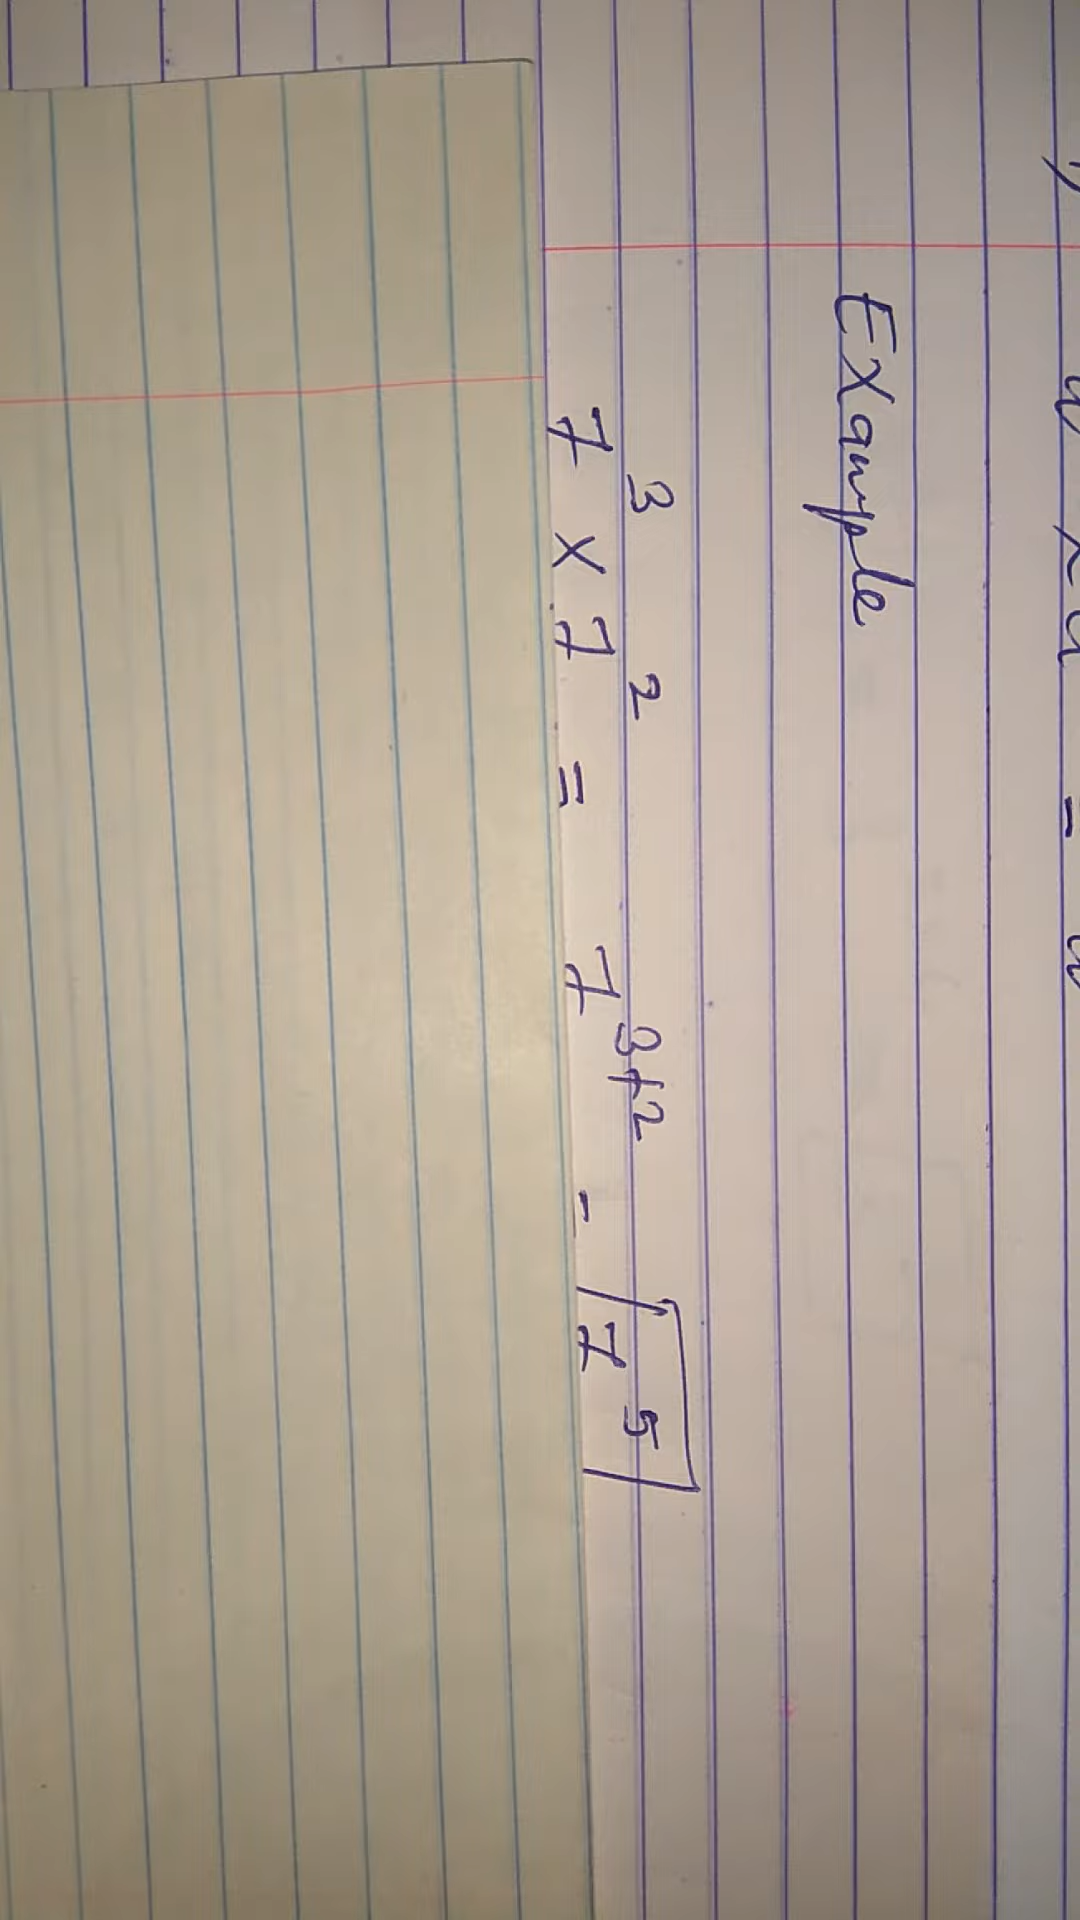 Example
7³ × 7² = 7³⁺² = 7⁵